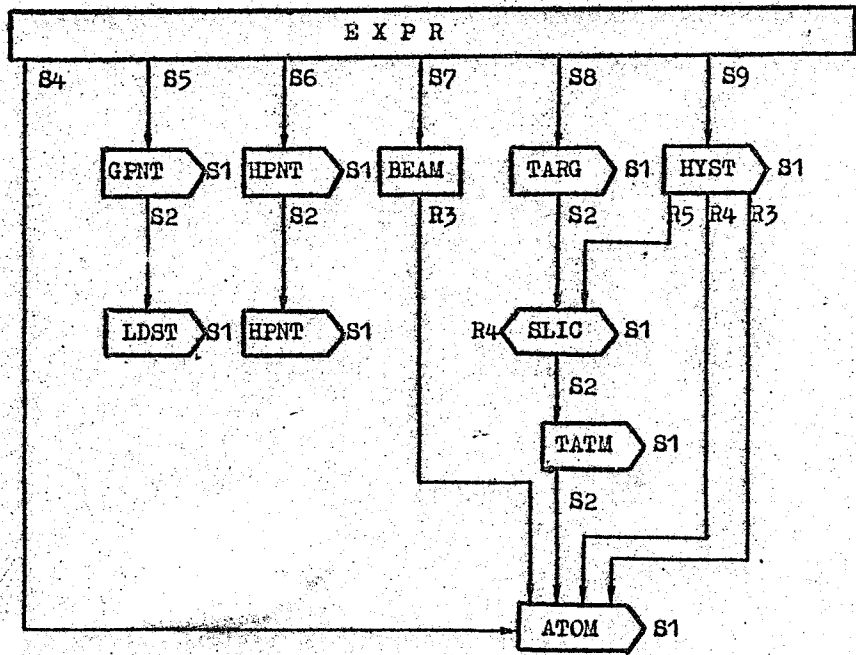 E X P R
S4 S5 S6 S7 S8 S9
GPNT S1 HPNT S1 BEAM TARG S1 HYST S1
S2 S2 R3 S2 R5 R4 R3
LDST S1 HPNT S1 R4 SLIC S1
S2
TATM S1
S2
ATOM S1